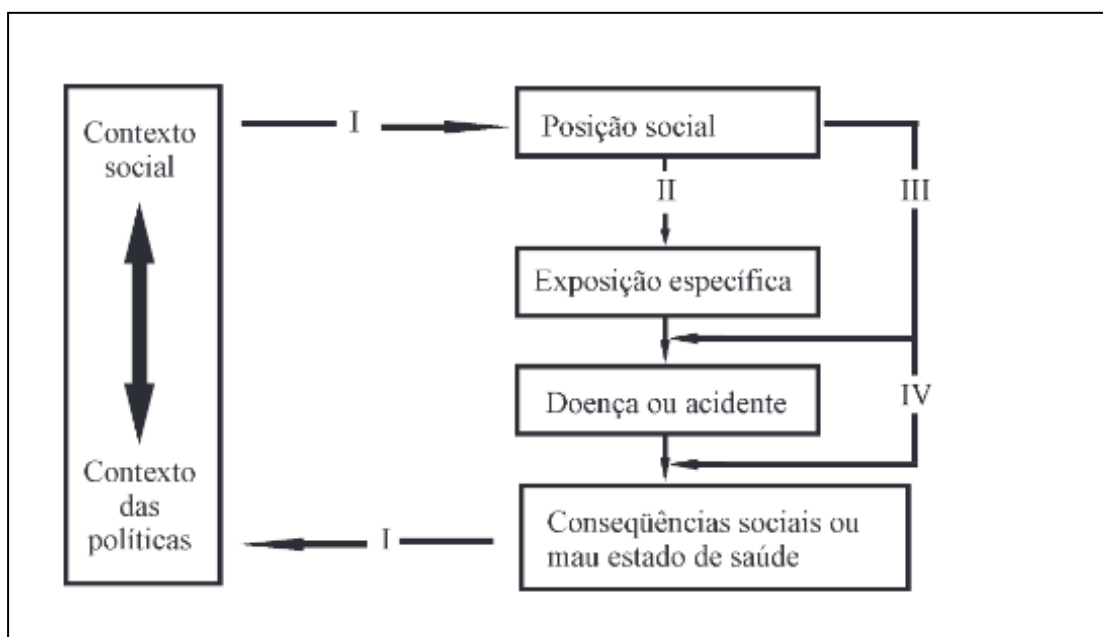 Contexto
social
Contexto
das
políticas
I
Posição social
II
III
Exposição específica
Doença ou acidente
IV
Conseqüências sociais ou
mau estado de saúde
I